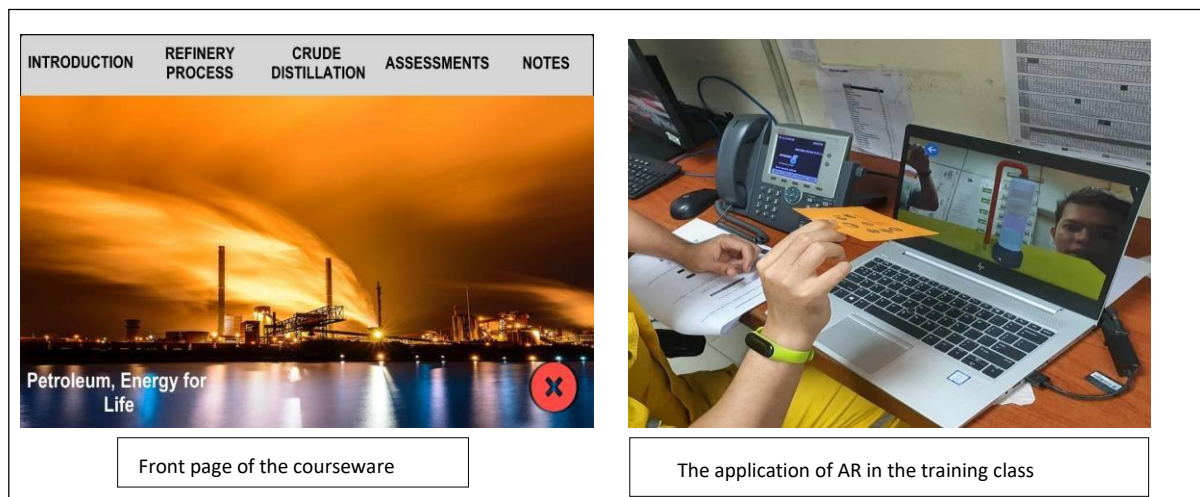 INTRODUCTION
REFINERY
PROCESS
CRUDE
DISTILLATION
ASSESSMENTS
NOTES
Petroleum, Energy for
Life
X
Front page of the courseware
The application of AR in the training class
hp